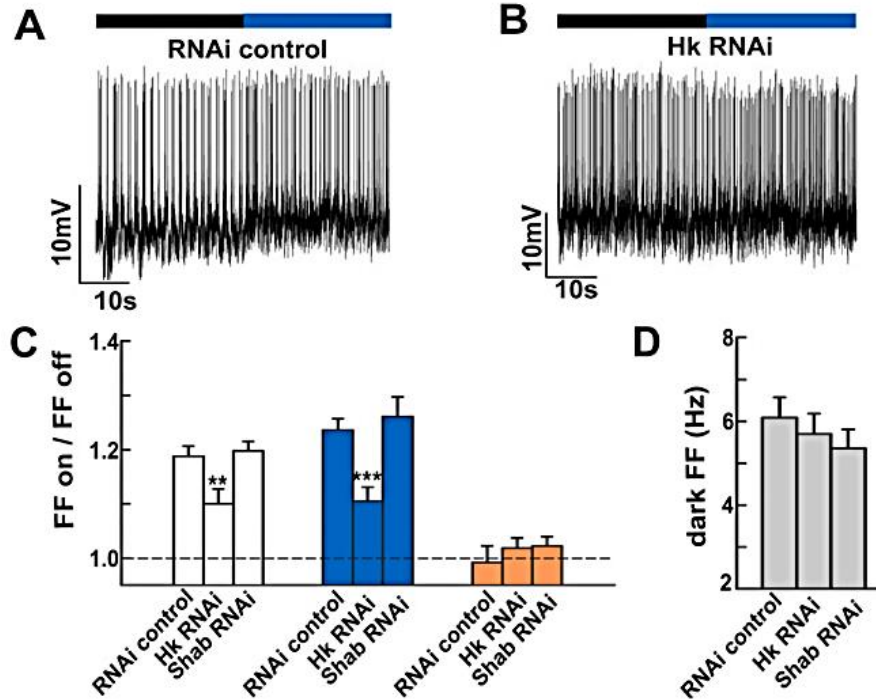 A
RNAi control
10mV
10s
B
Hk RNAi
10mV
10s
C
FF on / FF off
1.4
1.2
1.0
**
***
RNAi control
Hk RNAi
Shab RNAi
RNAi control
Hk RNAi
Shab RNAi
RNAi control
Hk RNAi
Shab RNAi
D
dark FF (Hz)
8
6
4
2
RNAi control
Hk RNAi
Shab RNAi